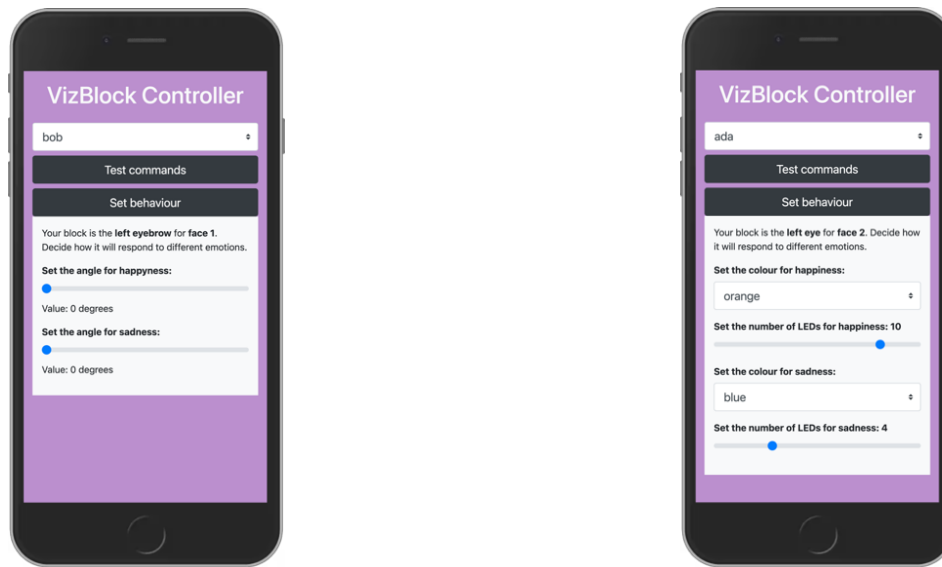 VizBlock Controller
bob
Test commands
Set behaviour
Your block is the left eyebrow for face 1.
Decide how it will respond to different emotions.
Set the angle for happyness:
Value: 0 degrees
Set the angle for sadness:
Value: 0 degrees
VizBlock Controller
ada
Test commands
Set behaviour
Your block is the left eye for face 2. Decide how
it will respond to different emotions.
Set the colour for happiness:
orange
Set the number of LEDs for happiness: 10
Set the colour for sadness:
blue
Set the number of LEDs for sadness: 4